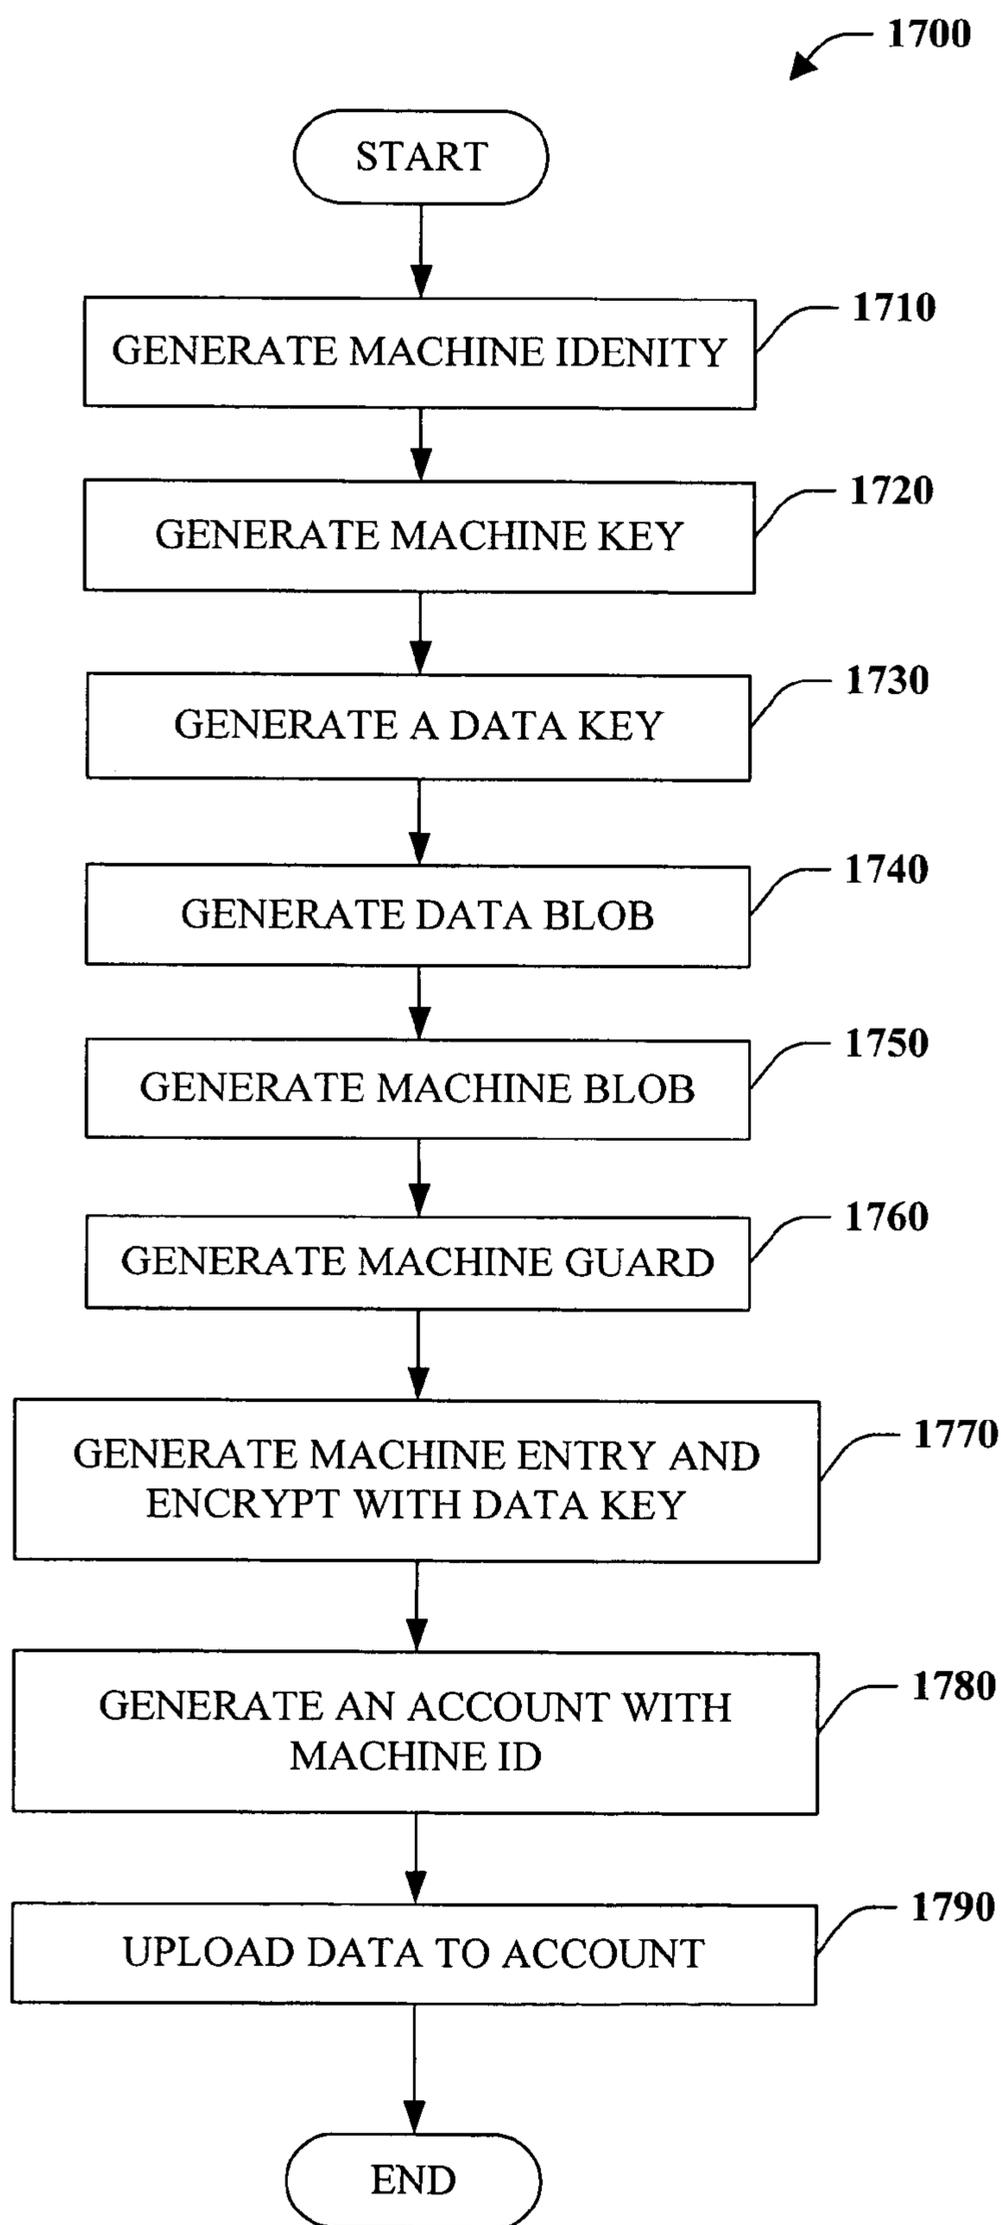 1700
START
1710
GENERATE MACHINE IDENITY
1720
GENERATE MACHINE KEY
1730
GENERATE A DATA KEY
1740
GENERATE DATA BLOB
1750
GENERATE MACHINE BLOB
1760
GENERATE MACHINE GUARD
1770
GENERATE MACHINE ENTRY AND
ENCRYPT WITH DATA KEY
1780
GENERATE AN ACCOUNT WITH
MACHINE ID
1790
UPLOAD DATA TO ACCOUNT
END